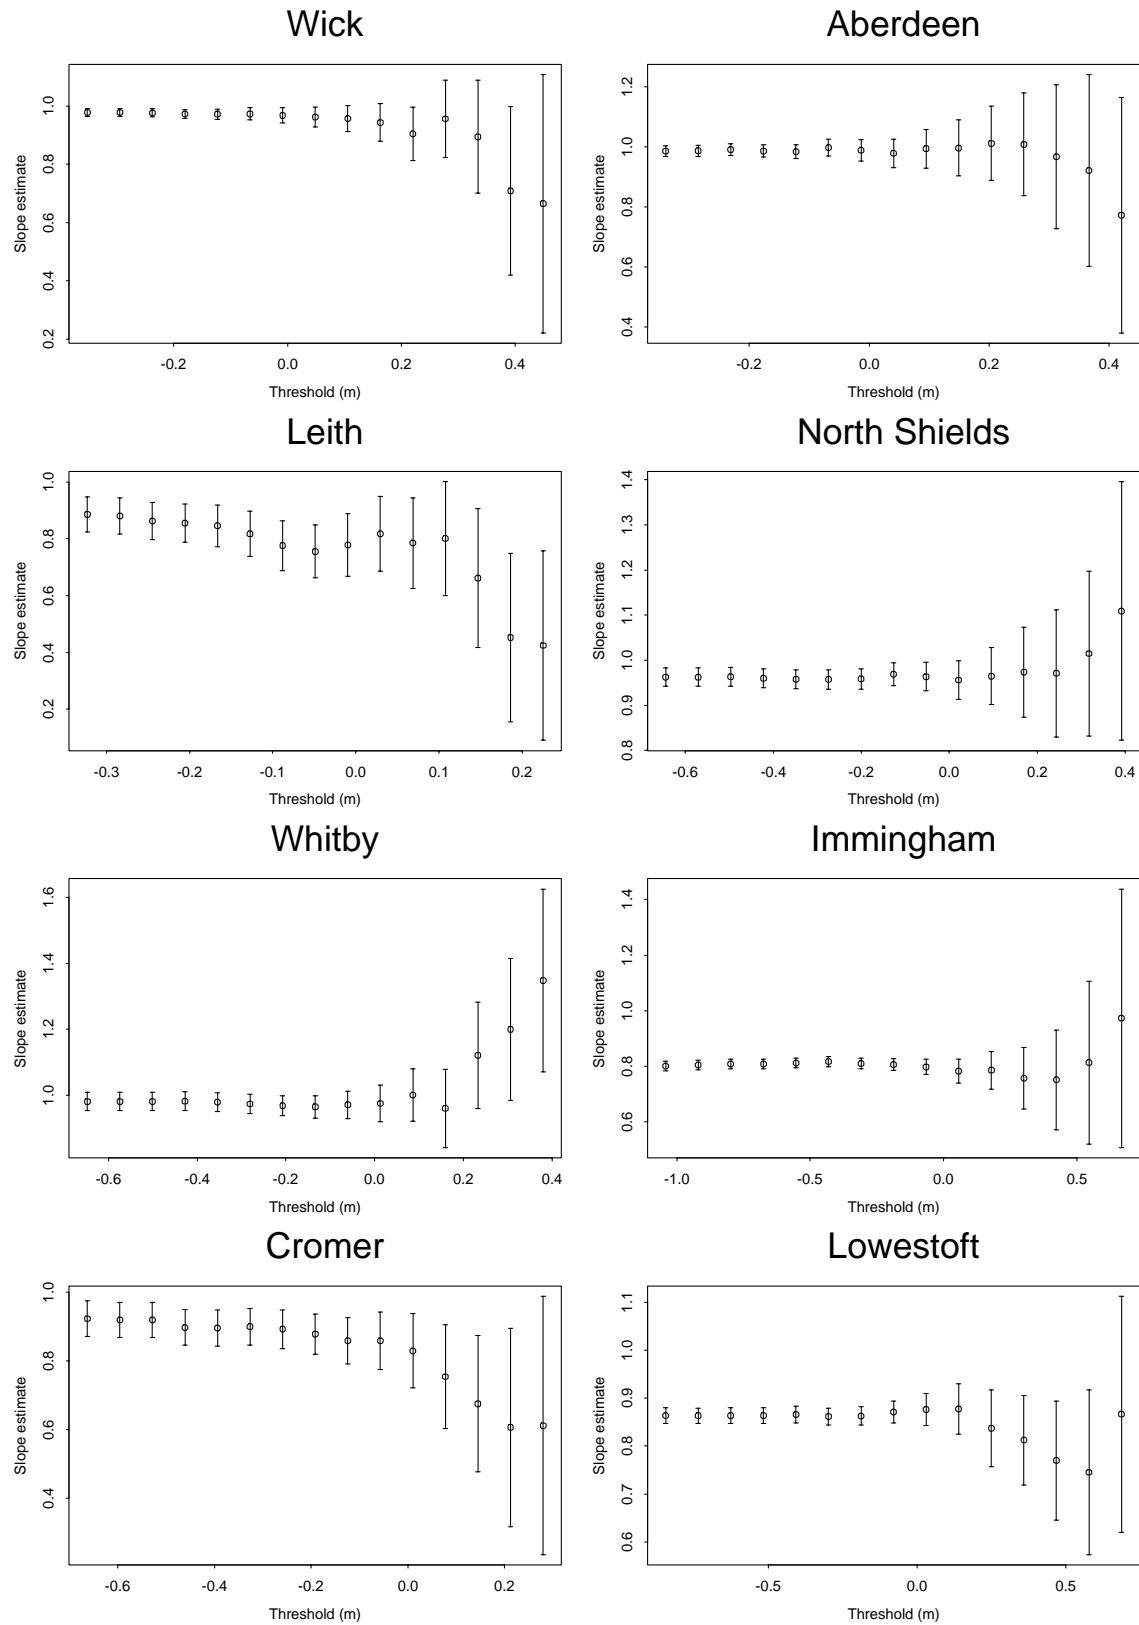 Wick
Slope estimate
1.0
0.8
0.6
0.4
0.2
-0.2 0.0 0.2 0.4
Threshold (m)
Aberdeen
Slope estimate
1.2
1.0
0.8
0.6
0.4
-0.2 0.0 0.2 0.4
Threshold (m)
Leith
Slope estimate
1.0
0.8
0.6
0.4
0.2
-0.3 -0.2 -0.1 0.0 0.1 0.2
Threshold (m)
North Shields
Slope estimate
1.4
1.3
1.2
1.1
1.0
0.9
0.8
-0.6 -0.4 -0.2 0.0 0.2 0.4
Threshold (m)
Whitby
Slope estimate
1.6
1.4
1.2
1.0
-0.6 -0.4 -0.2 0.0 0.2 0.4
Threshold (m)
Immingham
Slope estimate
1.4
1.2
1.0
0.8
0.6
-1.0 -0.5 0.0 0.5
Threshold (m)
Cromer
Slope estimate
1.0
0.8
0.6
0.4
-0.6 -0.4 -0.2 0.0 0.2
Threshold (m)
Lowestoft
Slope estimate
1.1
1.0
0.9
0.8
0.7
0.6
-0.5 0.0 0.5
Threshold (m)